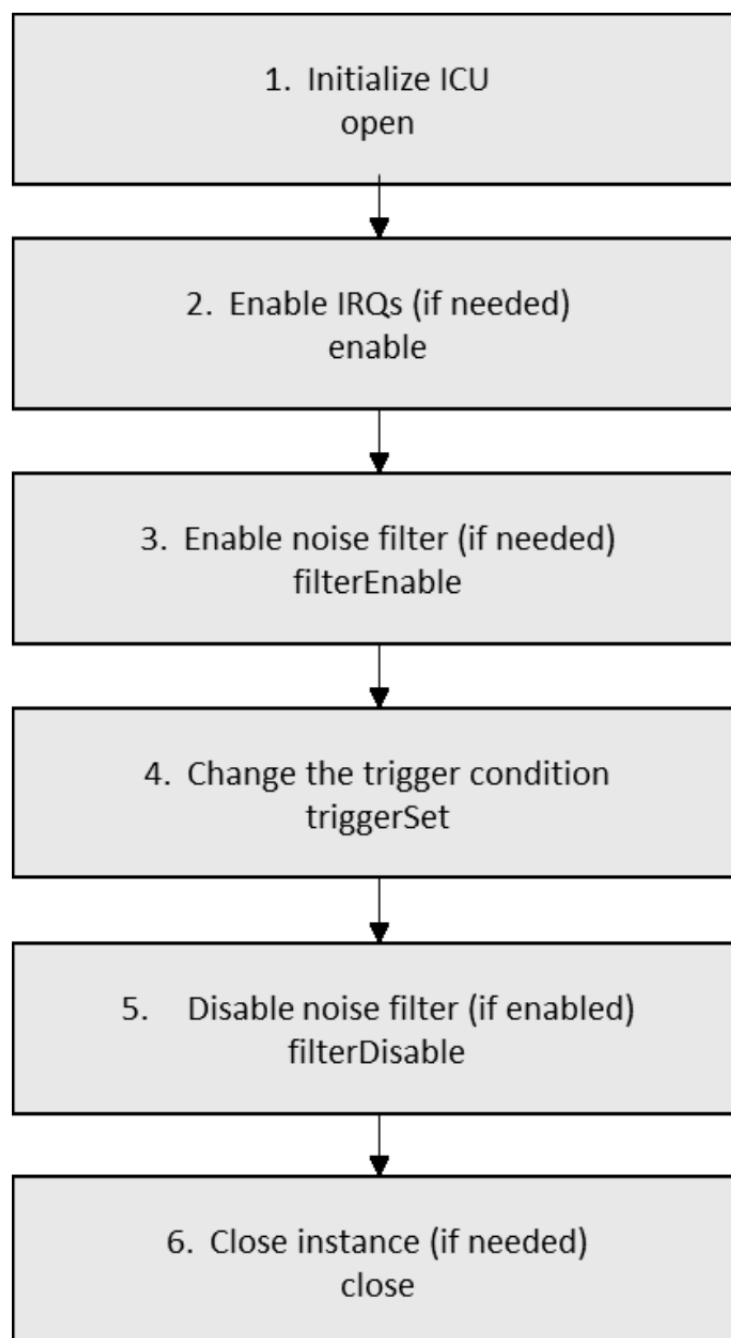 1. Initialize ICU
open
2. Enable IRQs (if needed)
enable
3. Enable noise filter (if needed)
filterEnable
4. Change the trigger condition
triggerSet
5. Disable noise filter (if enabled)
filterDisable
6. Close instance (if needed)
close